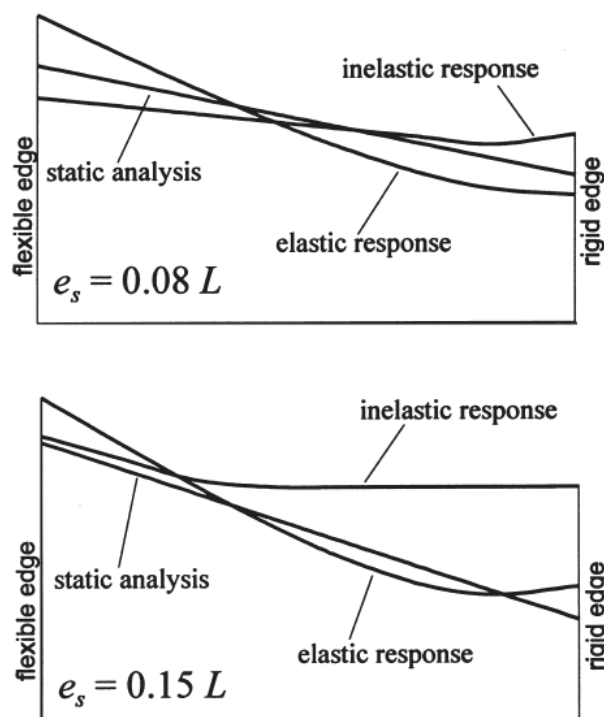 inelastic response
static analysis
elastic response
flexible edge
rigid edge
e_s = 0.08 L
inelastic response
static analysis
elastic response
flexible edge
rigid edge
e_s = 0.15 L